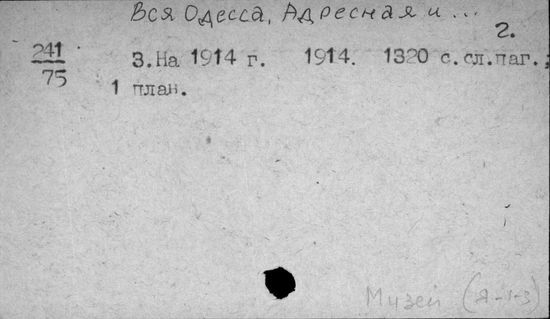 Вся Одесса, Адресная и ...
2.
241
75
3.На 1914 г. 1914. 1320 с.сл.паг.;
1 план.
Музей (Я-1-3)